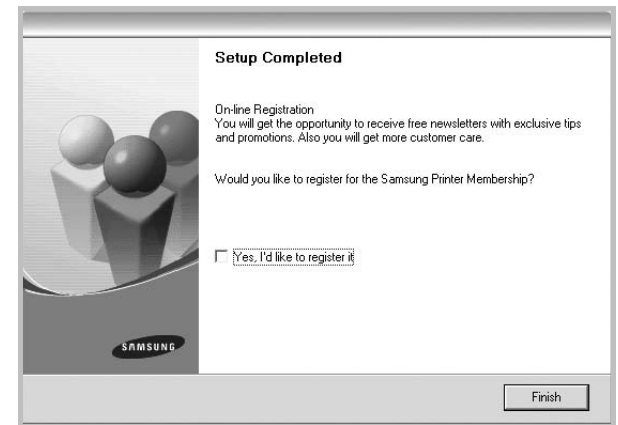 Setup Completed
On-line Registration
You will get the opportunity to receive free newsletters with exclusive tips
and promotions. Also you will get more customer care.
Would you like to register for the Samsung Printer Membership?
Yes, I'd like to register it
SAMSUNG
Finish